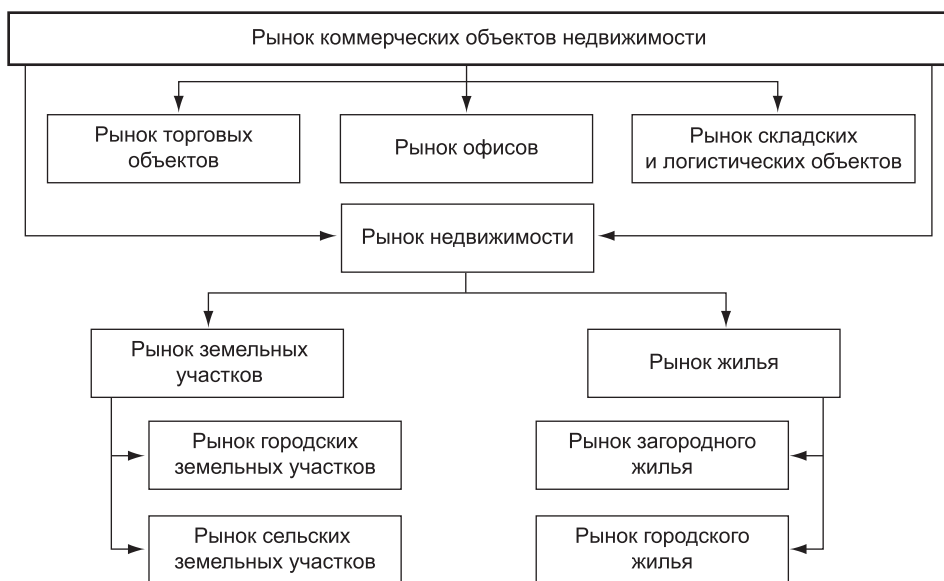 Рынок коммерческих объектов недвижимости
Рынок торговых
объектов
Рынок офисов
Рынок складских
и логистических объектов
Рынок недвижимости
Рынок земельных
участков
Рынок жилья
Рынок городских
земельных участков
Рынок загородного
жилья
Рынок сельских
земельных участков
Рынок городского
жилья